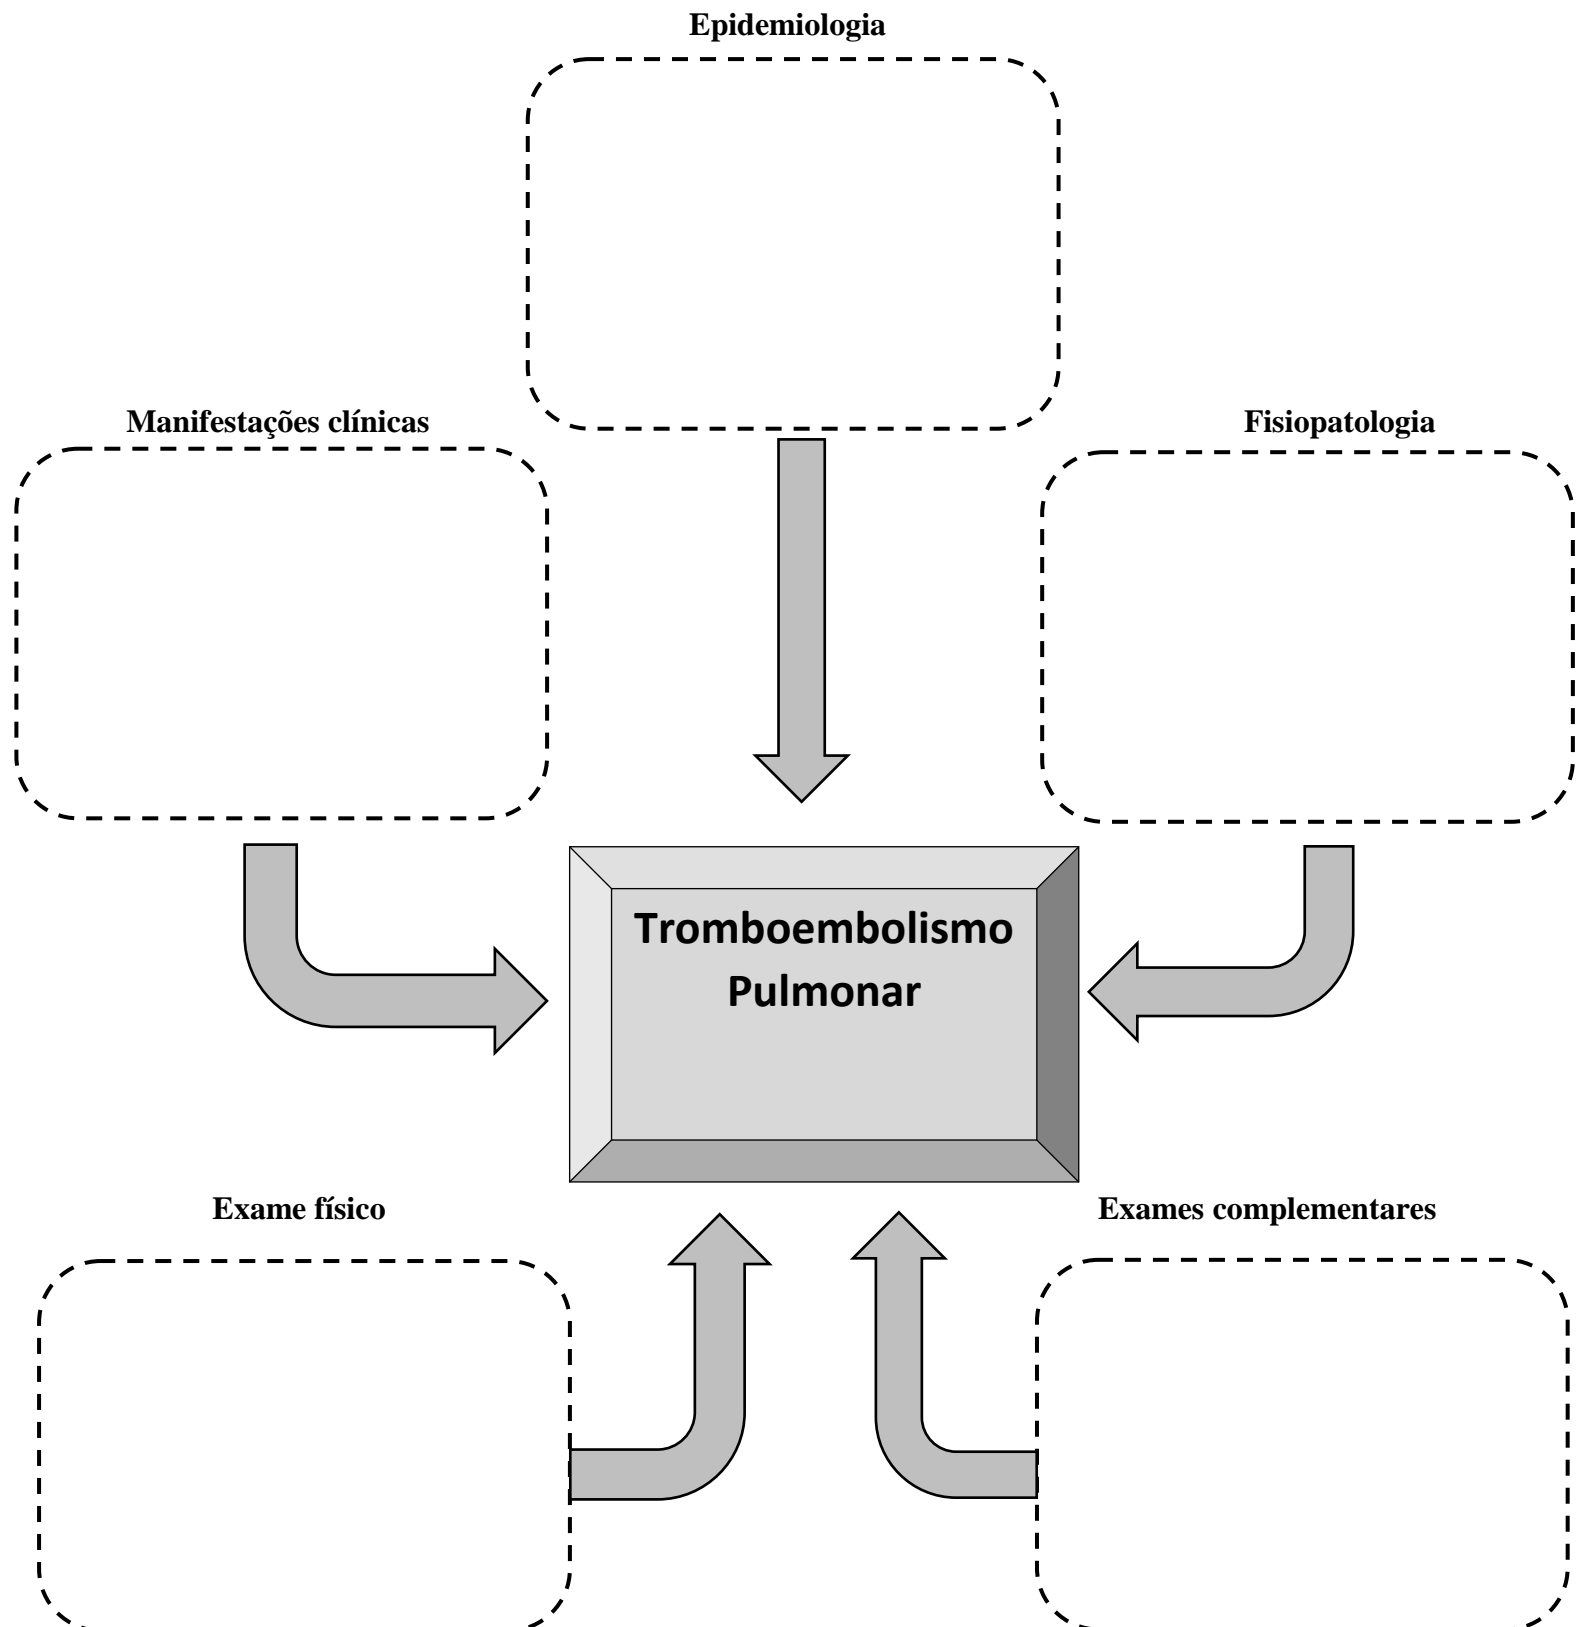 Epidemiologia
Manifestações clínicas
Fisiopatologia
Tromboembolismo
Pulmonar
Exame físico
Exames complementares